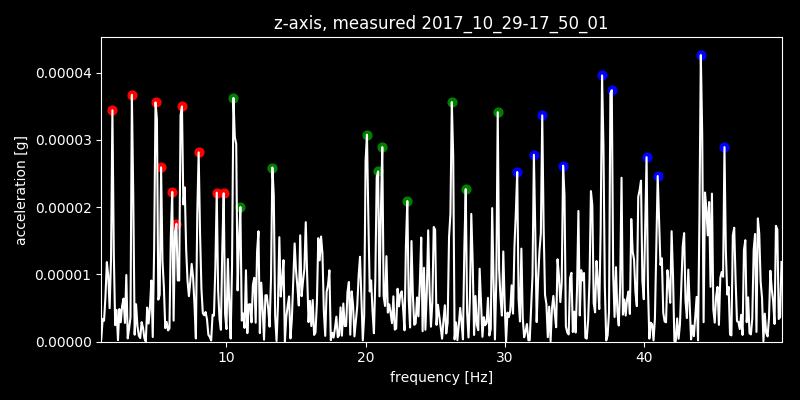 z-axis, measured 2017_10_29-17_50_01
0.00004
0.00003
0.00002
0.00001
0.00000
acceleration [g]
10 20 30 40
frequency [Hz]